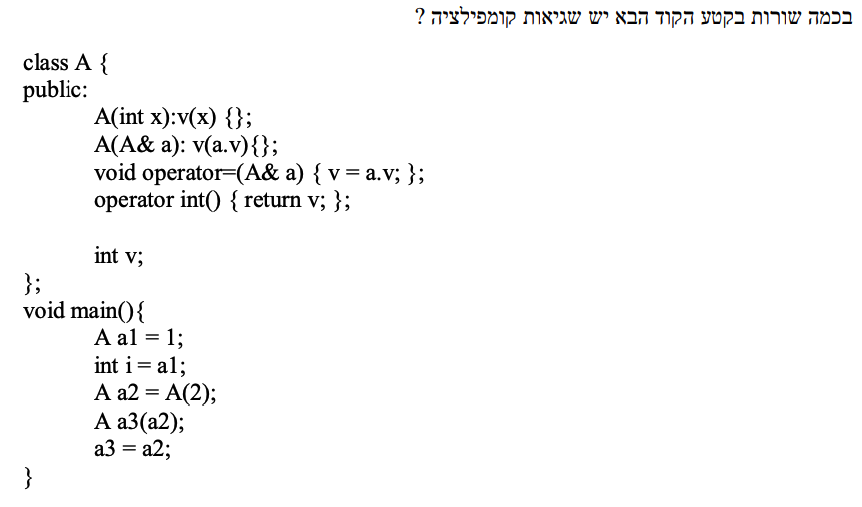 בכמה שורות בקטע הקוד הבא יש שגיאות קומפילציה ?
class A {
public:
A(int x):v(x) {};
A(A& a): v(a.v){};
void operator=(A& a) { v = a.v; };
operator int() { return v; };
int v;
};
void main(){
A a1 = 1;
int i = a1;
A a2 = A(2);
A a3(a2);
a3 = a2;
}